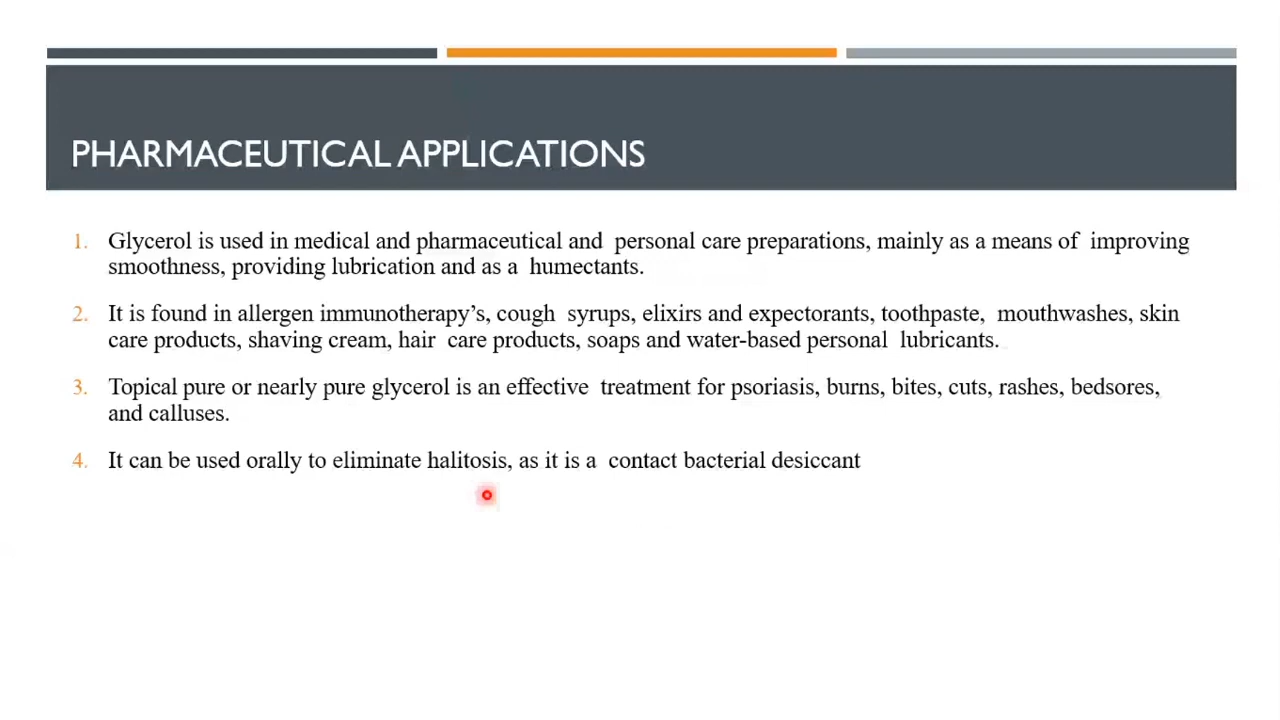 PHARMACEUTICAL APPLICATIONS
1. Glycerol is used in medical and pharmaceutical and personal care preparations, mainly as a means of improving
smoothness, providing lubrication and as a humectants.
2. It is found in allergen immunotherapy’s, cough syrups, elixirs and expectorants, toothpaste, mouthwashes, skin
care products, shaving cream, hair care products, soaps and water-based personal lubricants.
3. Topical pure or nearly pure glycerol is an effective treatment for psoriasis, burns, bites, cuts, rashes, bedsores,
and calluses.
4. It can be used orally to eliminate halitosis, as it is a contact bacterial desiccant